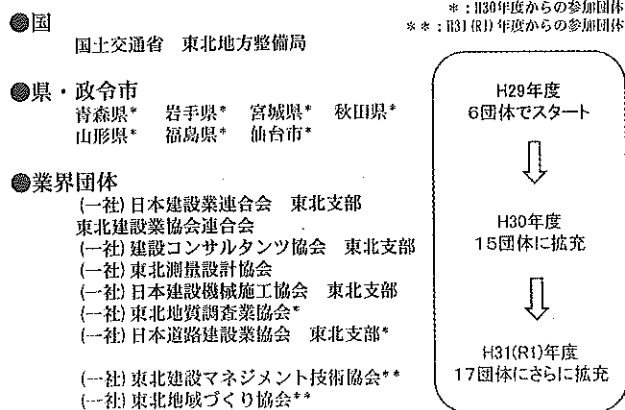 *：H30年度からの参加団体
**：H31(R1)年度からの参加団体
●国
国土交通省 東北地方整備局
●県・政令市
青森県* 岩手県* 宮城県* 秋田県*
山形県* 福島県* 仙台市*
●業界団体
(一社)日本建設業連合会 東北支部
東北建設業協会連合会
(一社)建設コンサルタンツ協会 東北支部
(一社)東北測量設計協会
(一社)日本建設機械施工協会 東北支部
(一社)東北地質調査業協会*
(一社)日本道路建設業協会 東北支部*
(一社)東北建設マネジメント技術協会**
(一社)東北地域づくり協会**
H29年度
6団体でスタート
H30年度
15団体に拡充
H31(R1)年度
17団体にさらに拡充